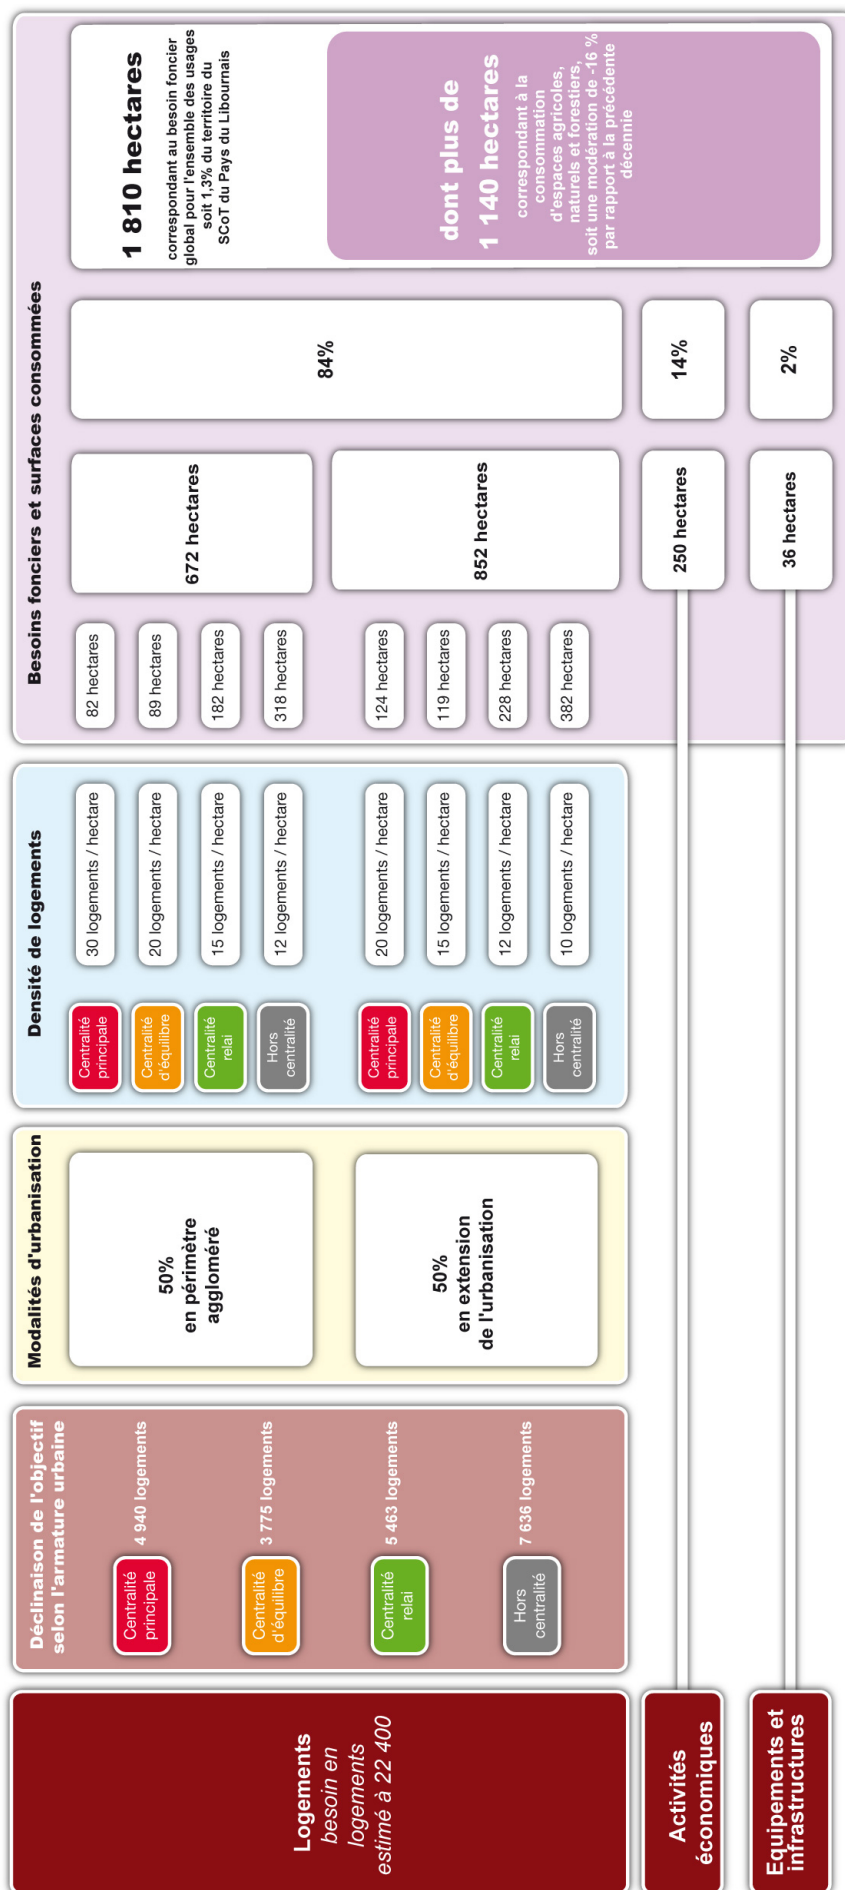 Logements
besoin en
logements
estimé à 22 400
Activités
économiques
Equipements et
infrastructures
Déclinaison de l'objectif
selon l'armature urbaine
Centralité
principale
4 940 logements
Centralité
d'équilibre
3 775 logements
Centralité
relai
5 463 logements
Hors
centralité
7 636 logements
Modalités d'urbanisation
50%
en périmètre
aggloméré
50%
en extension
de l'urbanisation
Densité de logements
Centralité
principale
30 logements / hectare
Centralité
d'équilibre
20 logements / hectare
Centralité
relai
15 logements / hectare
Hors
centralité
12 logements / hectare
Centralité
principale
20 logements / hectare
Centralité
d'équilibre
15 logements / hectare
Centralité
relai
12 logements / hectare
Hors
centralité
10 logements / hectare
Besoins fonciers et surfaces consommées
82 hectares
89 hectares
182 hectares
318 hectares
124 hectares
119 hectares
228 hectares
382 hectares
672 hectares
852 hectares
250 hectares
36 hectares
84%
14%
2%
1 810 hectares
correspondant au besoin foncier
global pour l'ensemble des usages
soit 1,3% du territoire du
SCoT du Pays du Libournais
dont plus de
1 140 hectares
correspondant à la
consommation
d'espaces agricoles,
naturels et forestiers,
soit une modération de -16 %
par rapport à la précédente
décennie